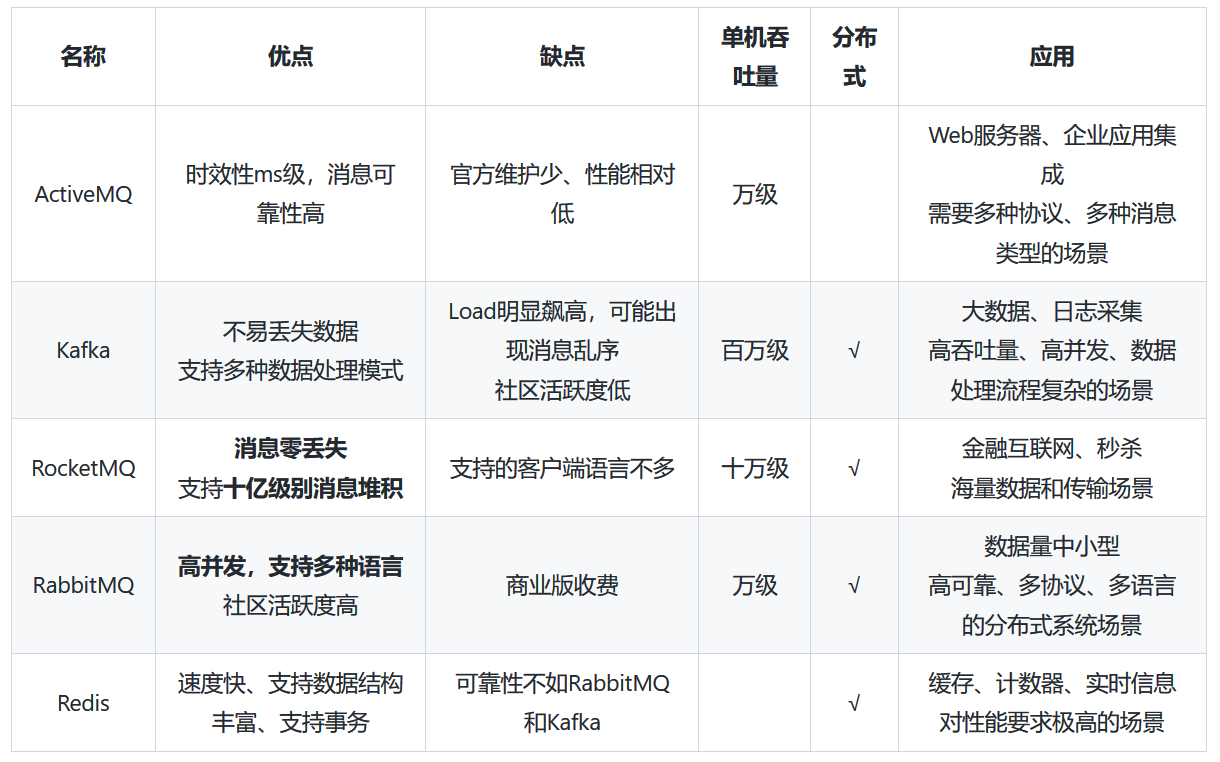 名称
优点
缺点
单机吞
吐量
分布
式
应用
ActiveMQ
时效性ms级，消息可
靠性高
官方维护少、性能相对
低
万级
Web服务器、企业应用集
成
需要多种协议、多种消息
类型的场景
Kafka
不易丢失数据
支持多种数据处理模式
Load明显飙高，可能出
现消息乱序
社区活跃度低
百万级
√
大数据、日志采集
高吞吐量、高并发、数据
处理流程复杂的场景
RocketMQ
消息零丢失
支持十亿级别消息堆积
支持的客户端语言不多
十万级
√
金融互联网、秒杀
海量数据和传输场景
RabbitMQ
高并发，支持多种语言
社区活跃度高
商业版收费
万级
√
数据量中小型
高可靠、多协议、多语言
的分布式系统场景
Redis
速度快、支持数据结构
丰富、支持事务
可靠性不如RabbitMQ
和Kafka
√
缓存、计数器、实时信息
对性能要求极高的场景